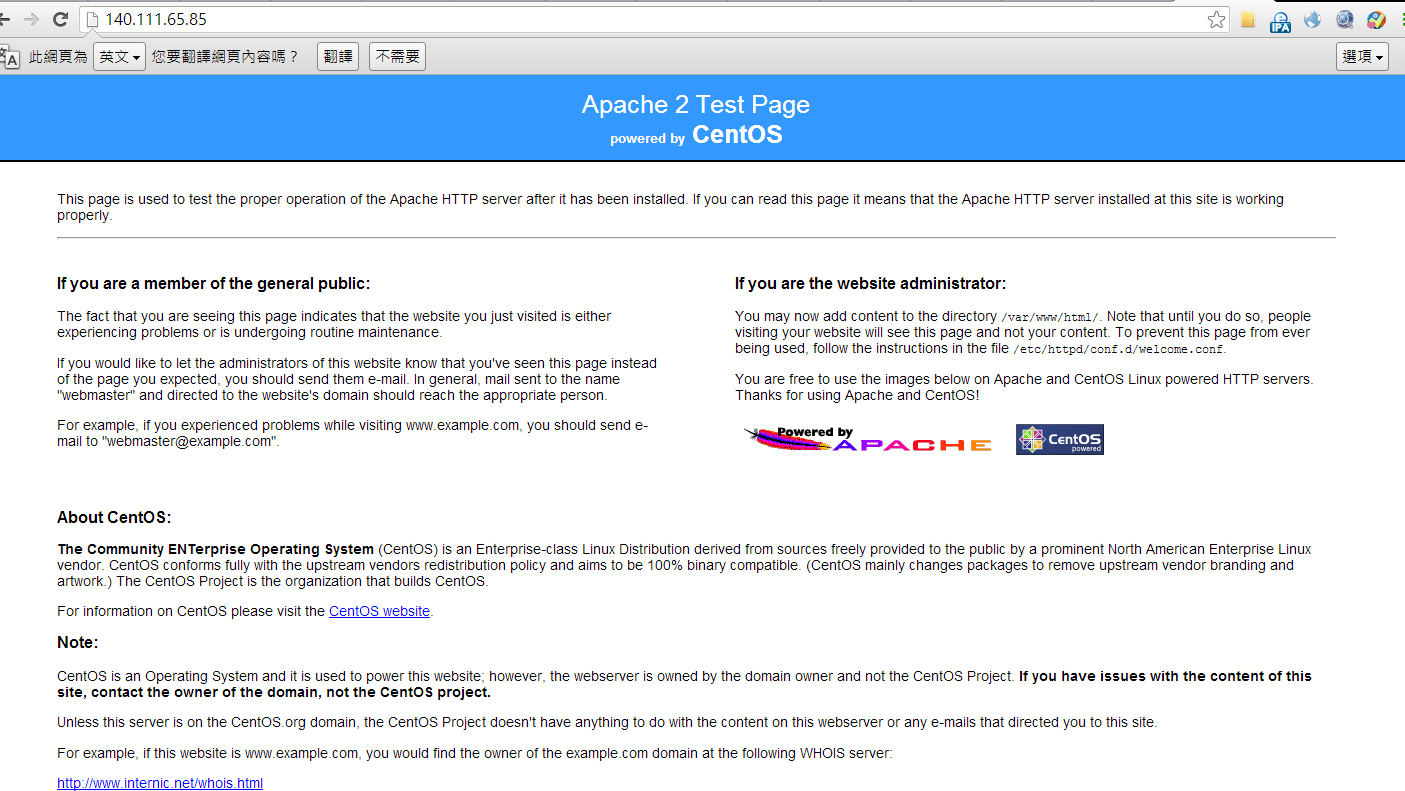 140.111.65.85
此網頁為 英文 您要翻譯網頁內容嗎？ 翻譯 不需要 選項
Apache 2 Test Page
powered by CentOS
This page is used to test the proper operation of the Apache HTTP server after it has been installed. If you can read this page it means that the Apache HTTP server installed at this site is working
properly.
If you are a member of the general public:
The fact that you are seeing this page indicates that the website you just visited is either
experiencing problems or is undergoing routine maintenance.
If you would like to let the administrators of this website know that you've seen this page instead
of the page you expected, you should send them e-mail. In general, mail sent to the name
"webmaster" and directed to the website's domain should reach the appropriate person.
For example, if you experienced problems while visiting www.example.com, you should send e-
mail to "webmaster@example.com".
If you are the website administrator:
You may now add content to the directory /var/www/html/. Note that until you do so, people
visiting your website will see this page and not your content. To prevent this page from ever
being used, follow the instructions in the file /etc/httpd/conf.d/welcome.conf.
You are free to use the images below on Apache and CentOS Linux powered HTTP servers.
Thanks for using Apache and CentOS!
Powered by
APACHE
CentOS
powered
About CentOS:
The Community ENTerprise Operating System (CentOS) is an Enterprise-class Linux Distribution derived from sources freely provided to the public by a prominent North American Enterprise Linux
vendor. CentOS conforms fully with the upstream vendors redistribution policy and aims to be 100% binary compatible. (CentOS mainly changes packages to remove upstream vendor branding and
artwork.) The CentOS Project is the organization that builds CentOS.
For information on CentOS please visit the CentOS website.
Note:
CentOS is an Operating System and it is used to power this website; however, the webserver is owned by the domain owner and not the CentOS Project. If you have issues with the content of this
site, contact the owner of the domain, not the CentOS project.
Unless this server is on the CentOS.org domain, the CentOS Project doesn't have anything to do with the content on this webserver or any e-mails that directed you to this site.
For example, if this website is www.example.com, you would find the owner of the example.com domain at the following WHOIS server:
http://www.internic.net/whois.html